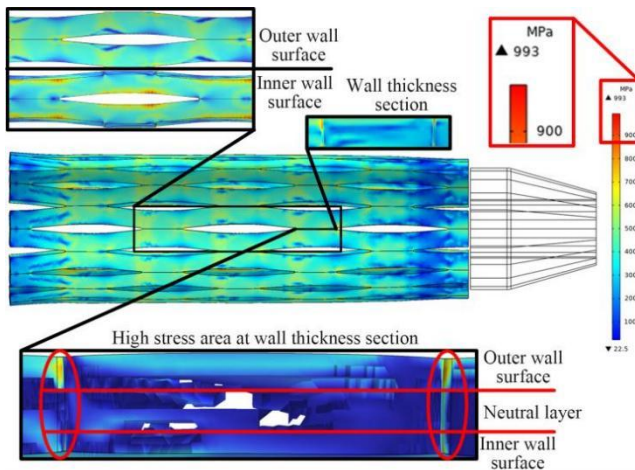 Outer wall
surface
Inner wall
surface
Wall thickness
section
MPa
▲ 993
900
MPa
▲ 993
900
800
700
600
500
400
300
200
100
▼ 22.5
High stress area at wall thickness section
Outer wall
surface
Neutral layer
Inner wall
surface